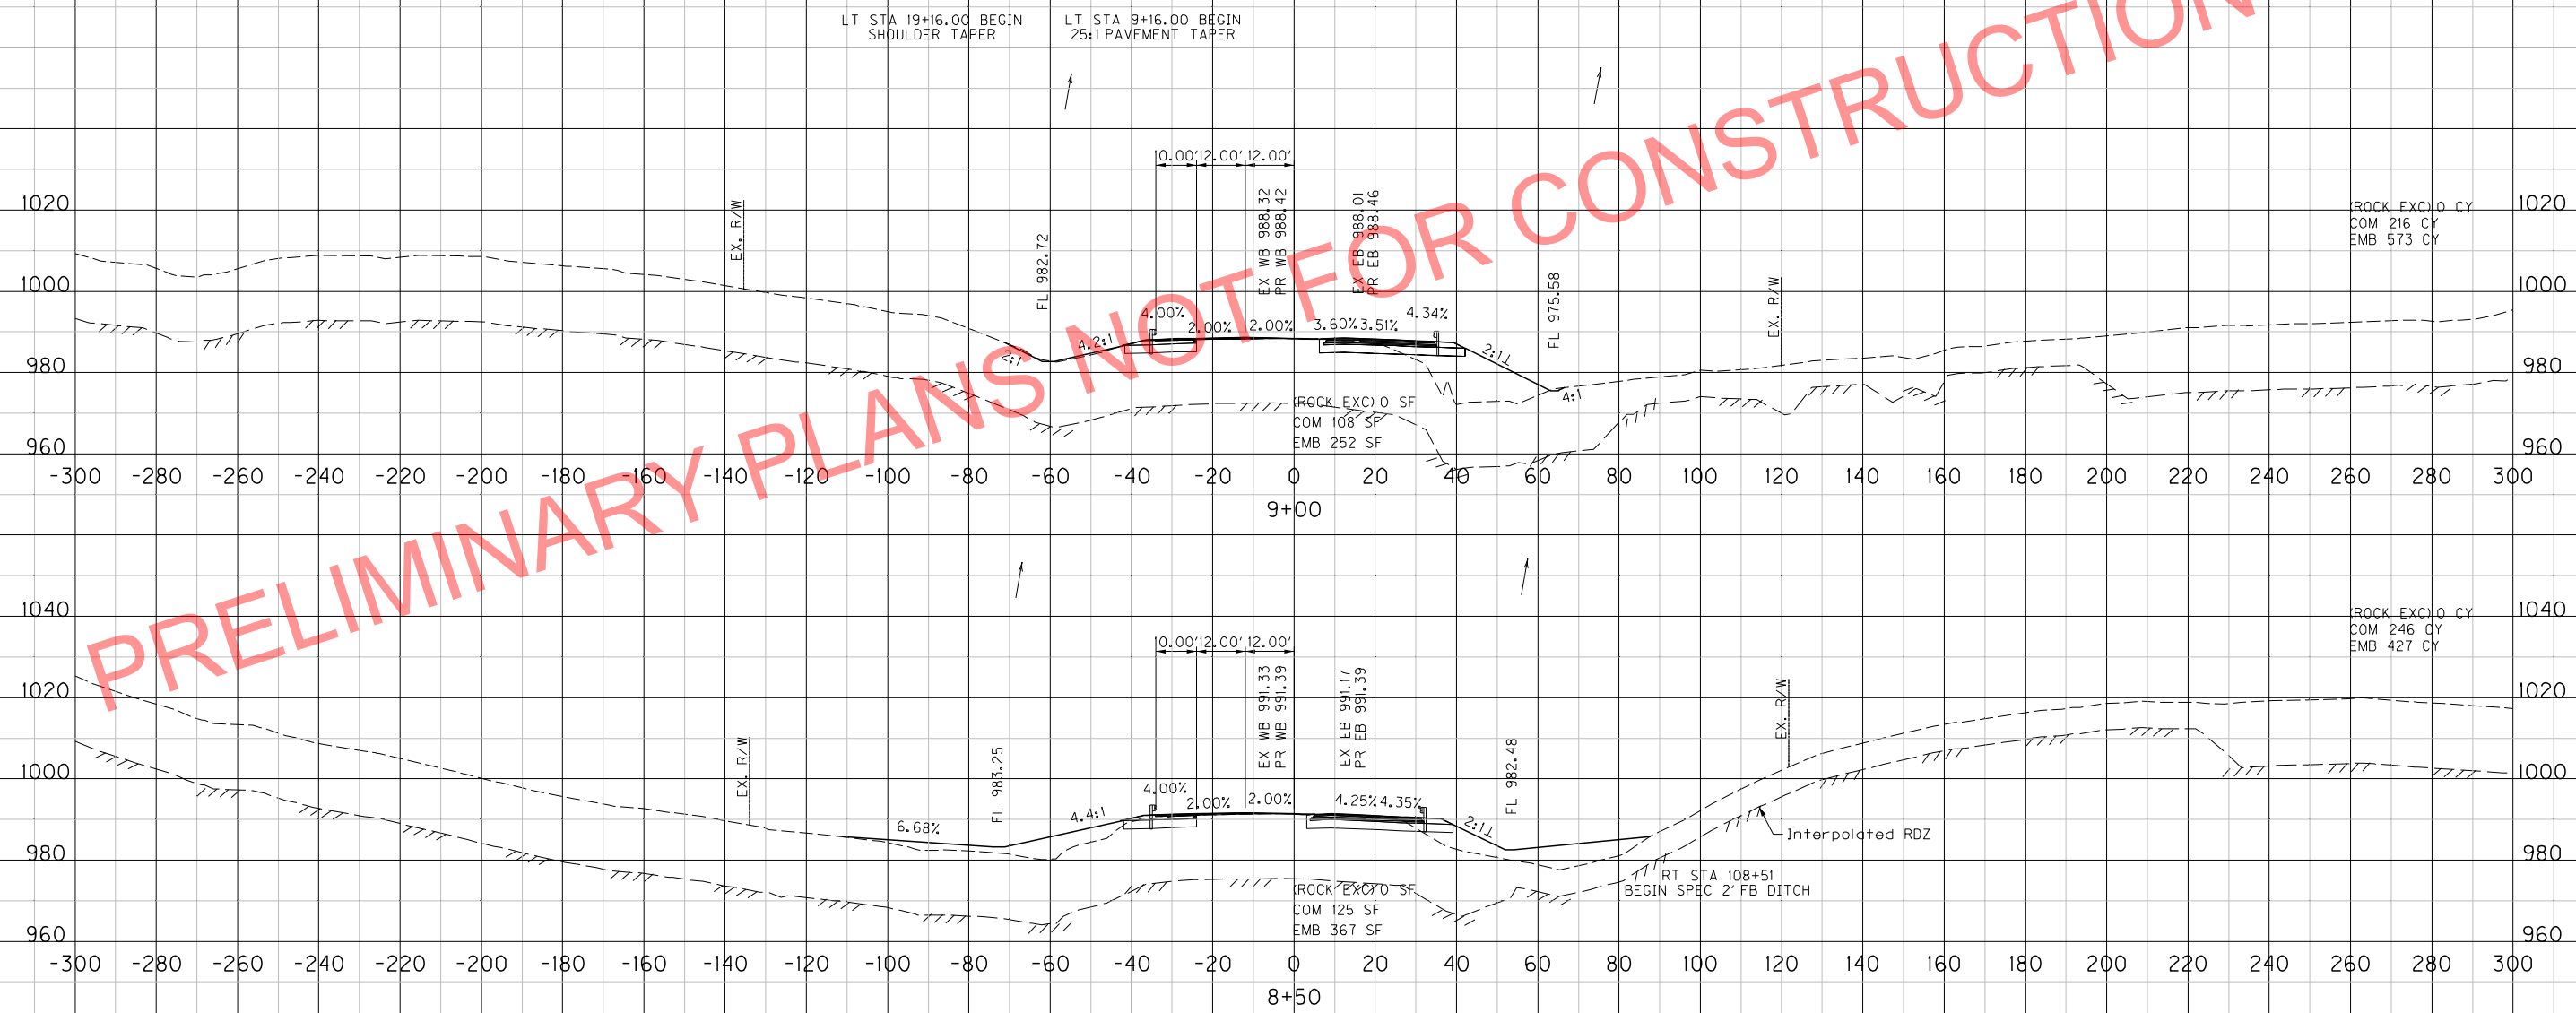 LT STA 19+16.00 BEGIN
SHOULDER TAPER
LT STA 9+16.00 BEGIN
25:1 PAVEMENT TAPER
PRELIMINARY PLANS NOT FOR CONSTRUCTION
10.00' 12.00' 12.00'
EX. R/W
FL 982.72
EX WB 988.32
PR WB 988.42
EX EB 988.01
PR EB 988.46
FL 975.58
EX. R/W
(ROCK EXC) 0 CY
COM 216 CY
EMB 573 CY
1020 1020
1000 1000
980 980
960 960
2:1 4.2:1 4.00% 2.00% 2.00% 3.60% 3.51% 4.34% 2:1 4:1
(ROCK EXC) 0 SF
COM 108 SF
EMB 252 SF
-300 -280 -260 -240 -220 -200 -180 -160 -140 -120 -100 -80 -60 -40 -20 0 20 40 60 80 100 120 140 160 180 200 220 240 260 280 300
9+00
10.00' 12.00' 12.00'
EX. R/W
FL 983.25
EX WB 991.33
PR WB 991.39
EX EB 991.17
PR EB 991.39
FL 982.48
EX. R/W
(ROCK EXC) 0 CY
COM 246 CY
EMB 427 CY
1040 1040
1020 1020
1000 1000
980 980
960 960
6.68% 4.4:1 4.00% 2.00% 2.00% 4.25% 4.35% 2:1
Interpolated RDZ
RT STA 108+51
BEGIN SPEC 2' FB DITCH
(ROCK EXC) 0 SF
COM 125 SF
EMB 367 SF
-300 -280 -260 -240 -220 -200 -180 -160 -140 -120 -100 -80 -60 -40 -20 0 20 40 60 80 100 120 140 160 180 200 220 240 260 280 300
8+50